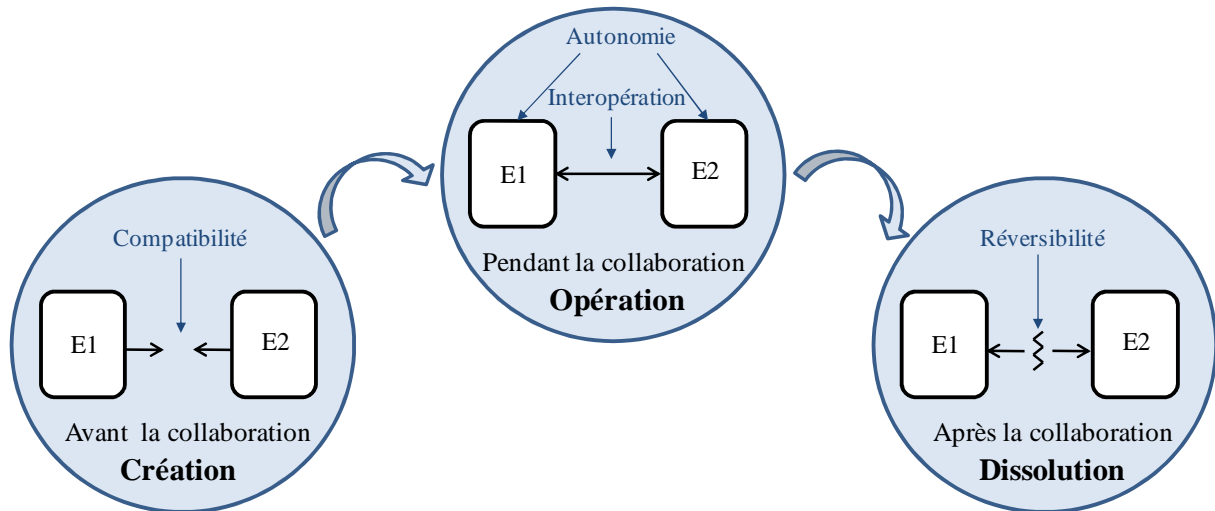 Compatibilité
E1
E2
Avant la collaboration
Création
Autonomie
Interopération
E1
E2
Pendant la collaboration
Opération
Réversibilité
E1
E2
Après la collaboration
Dissolution